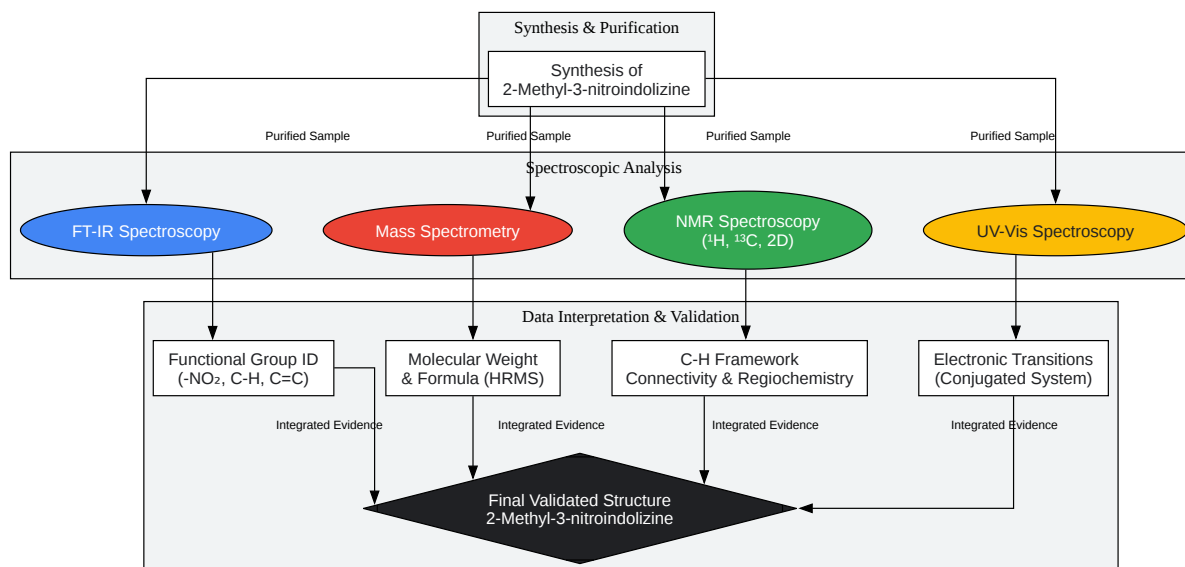 Synthesis & Purification
Synthesis of
2-Methyl-3-nitroindolizine
Purified Sample
Purified Sample
Purified Sample
Purified Sample
Spectroscopic Analysis
FT-IR Spectroscopy
Mass Spectrometry
NMR Spectroscopy
(¹H, ¹³C, 2D)
UV-Vis Spectroscopy
Data Interpretation & Validation
Functional Group ID
(-NO₂, C-H, C=C)
Molecular Weight
& Formula (HRMS)
C-H Framework
Connectivity & Regiochemistry
Electronic Transitions
(Conjugated System)
Integrated Evidence
Integrated Evidence
Integrated Evidence
Integrated Evidence
Final Validated Structure
2-Methyl-3-nitroindolizine